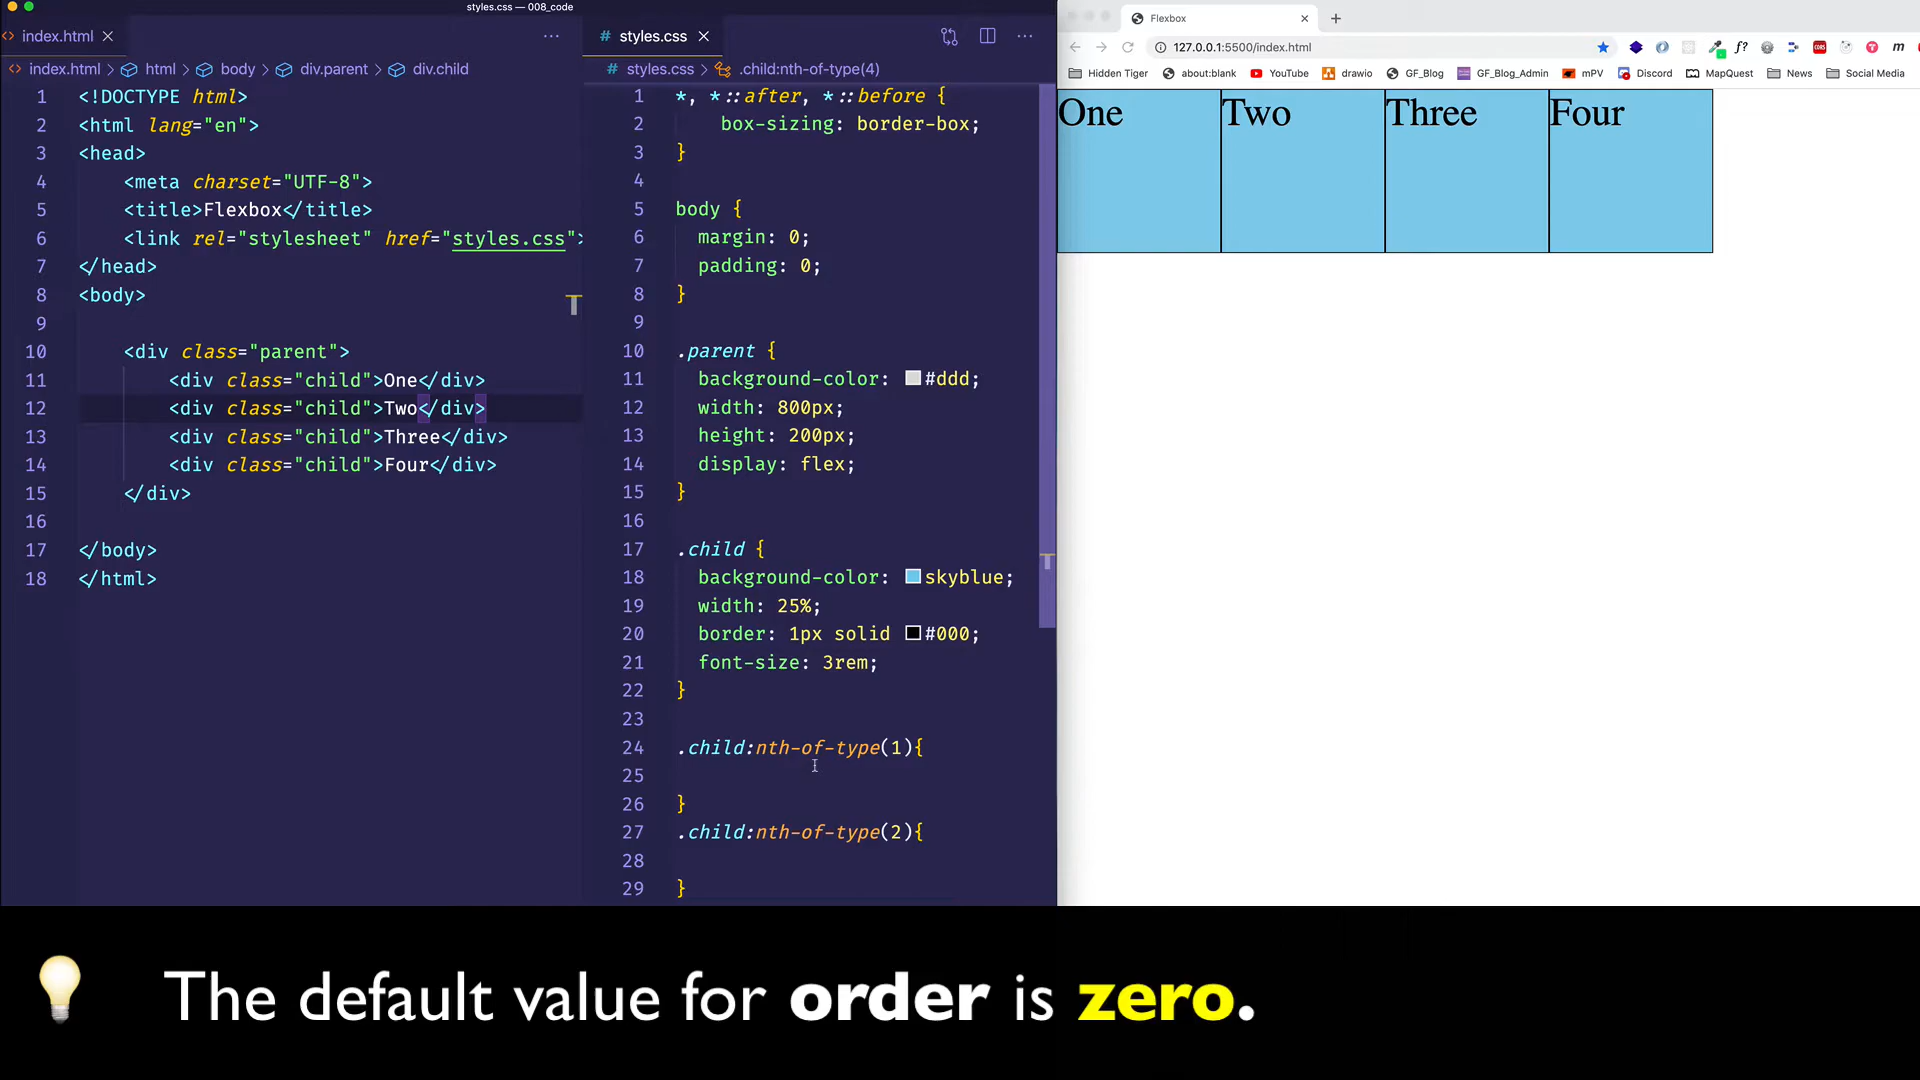 styles.css — 008_code
index.html
index.html > html > body > div.parent > div.child
1 <!DOCTYPE html>
2 <html lang="en">
3 <head>
4 <meta charset="UTF-8">
5 <title>Flexbox</title>
6 <link rel="stylesheet" href="styles.css">
7 </head>
8 <body>
9
10 <div class="parent">
11 <div class="child">One</div>
12 <div class="child">Two</div>
13 <div class="child">Three</div>
14 <div class="child">Four</div>
15 </div>
16
17 </body>
18 </html>
# styles.css
# styles.css > .child:nth-of-type(4)
1 *, *::after, *::before {
2 box-sizing: border-box;
3 }
4
5 body {
6 margin: 0;
7 padding: 0;
8 }
9
10 .parent {
11 background-color: #ddd;
12 width: 800px;
13 height: 200px;
14 display: flex;
15 }
16
17 .child {
18 background-color: skyblue;
19 width: 25%;
20 border: 1px solid #000;
21 font-size: 3rem;
22 }
23
24 .child:nth-of-type(1){
25
26 }
27 .child:nth-of-type(2){
28
29 }
Flexbox
127.0.0.1:5500/index.html
Hidden Tiger about:blank YouTube drawio GF_Blog GF_Blog_Admin mPV Discord MapQuest News Social Media
One Two Three Four
The default value for order is zero.